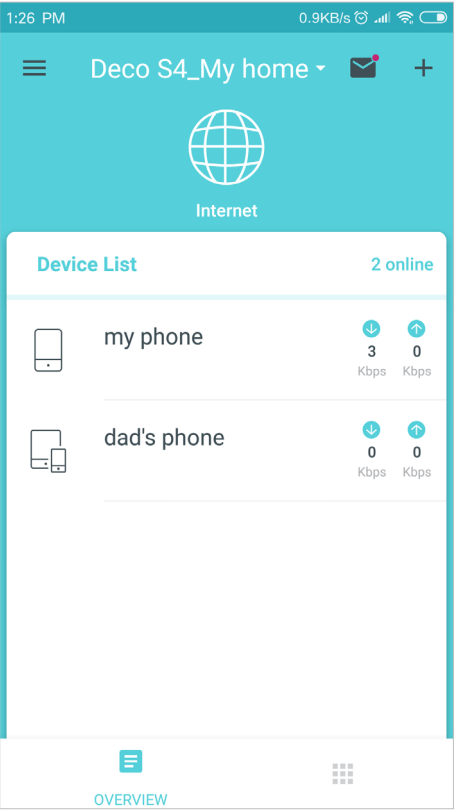 1:26 PM 0.9KB/s
Deco S4_My home
Internet
Device List 2 online
my phone
3 0
Kbps Kbps
dad's phone
0 0
Kbps Kbps
OVERVIEW